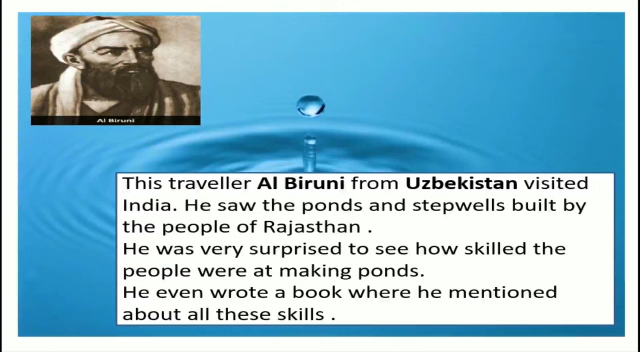 Al Biruni
This traveller Al Biruni from Uzbekistan visited
India. He saw the ponds and stepwells built by
the people of Rajasthan .
He was very surprised to see how skilled the
people were at making ponds.
He even wrote a book where he mentioned
about all these skills .